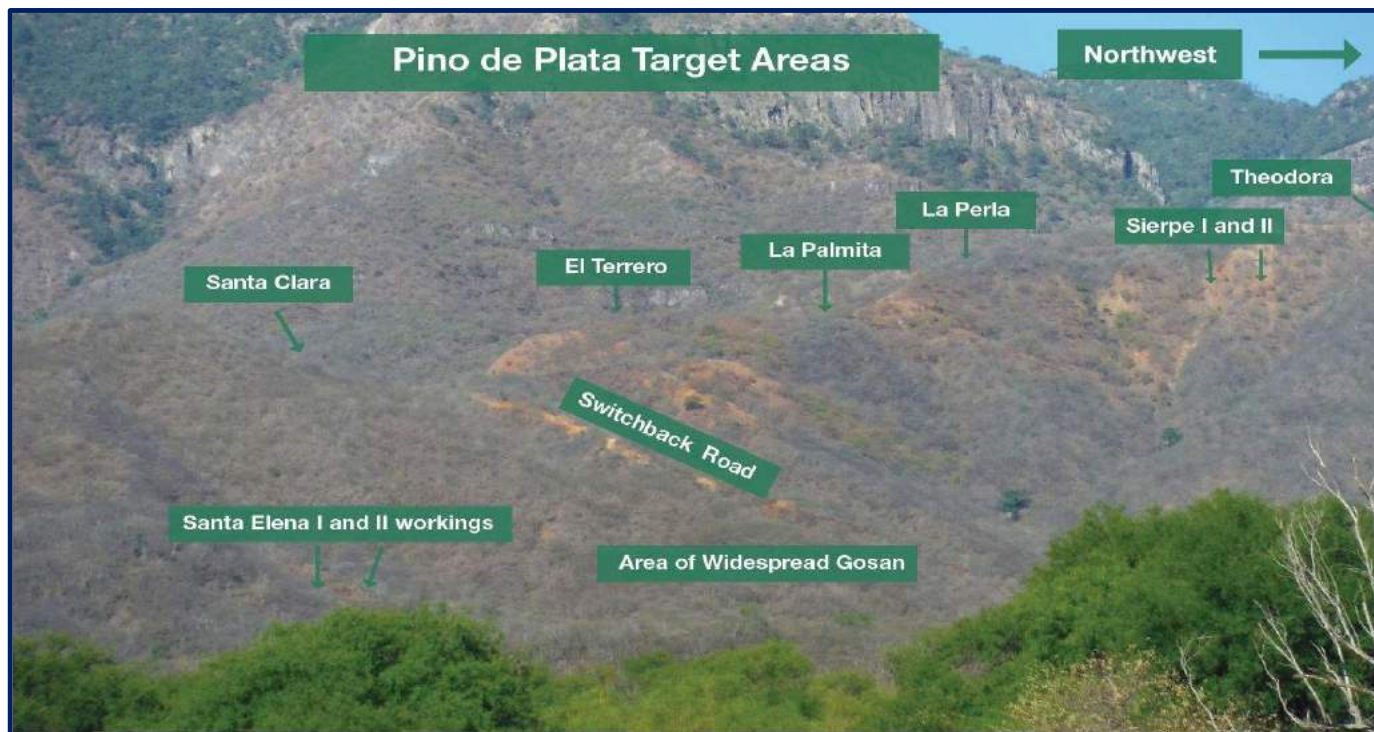 Pino de Plata Target Areas
Northwest
Theodora
La Perla
Sierpe I and II
La Palmita
El Terrero
Santa Clara
Switchback Road
Santa Elena I and II workings
Area of Widespread Gosan